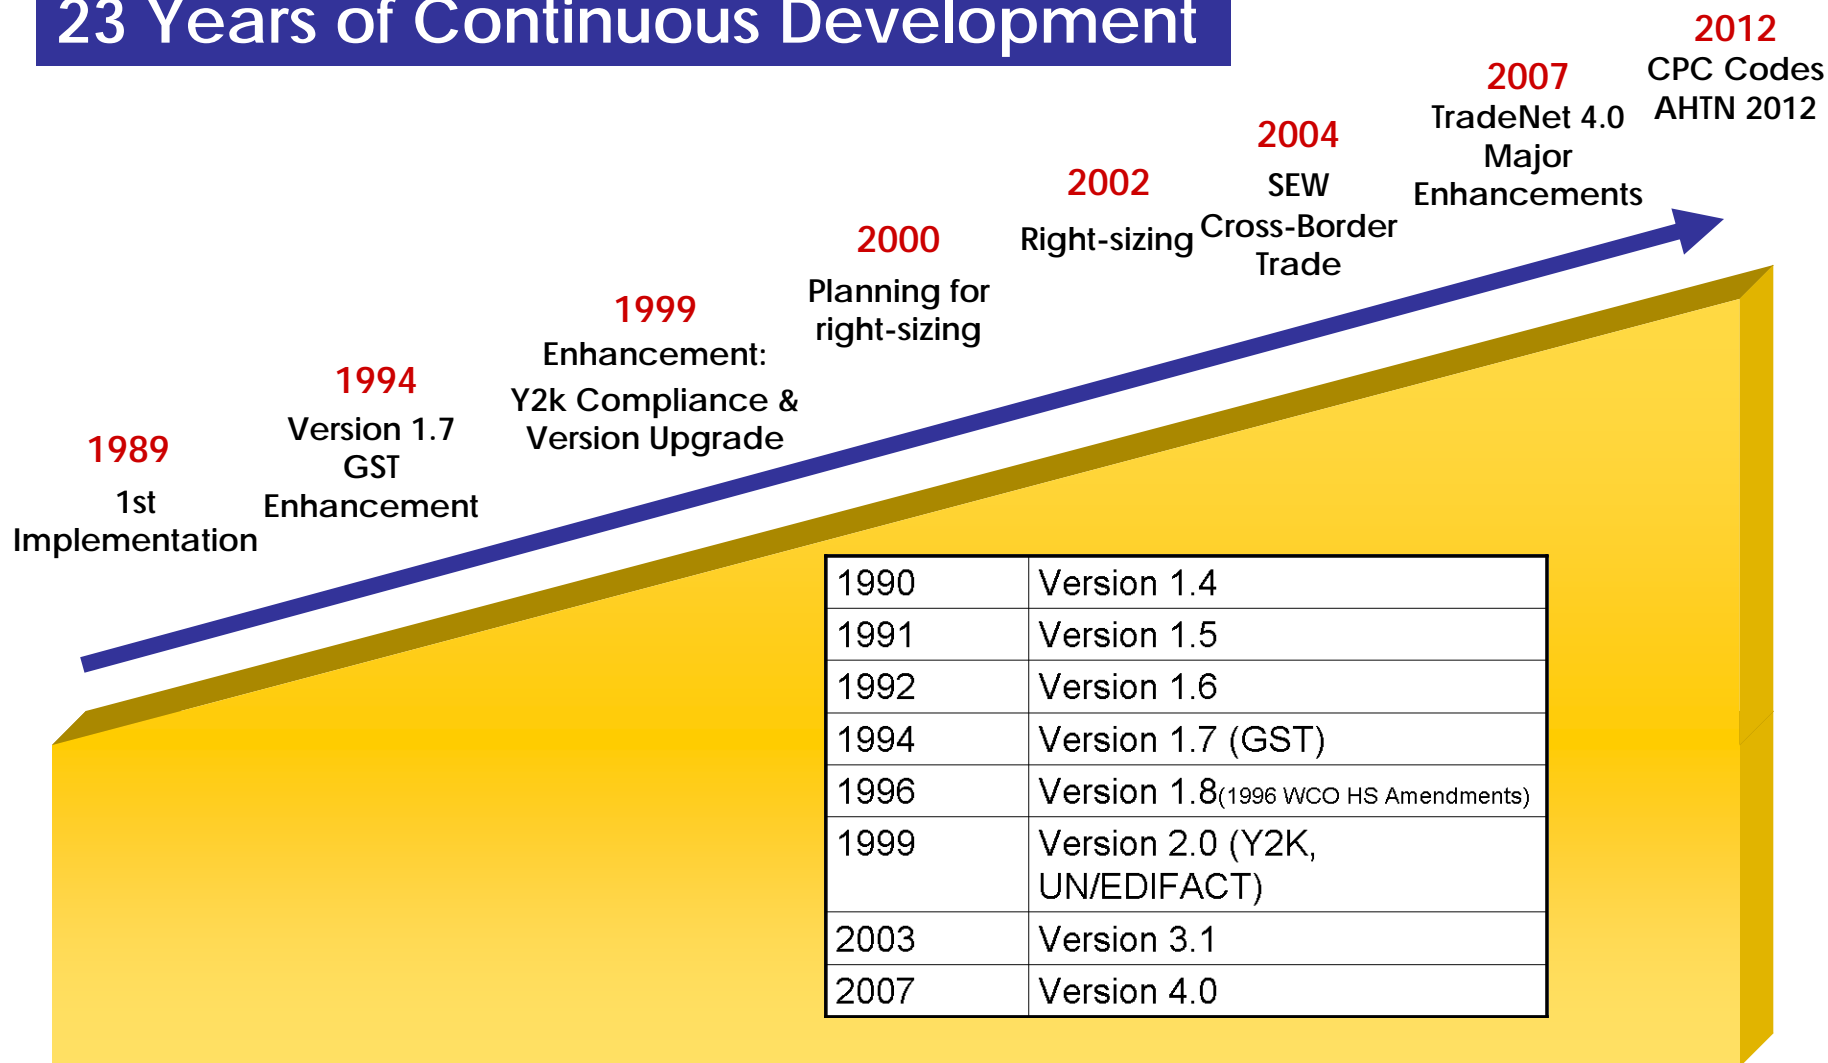 23 Years of Continuous Development
1989
1st
Implementation
1994
Version 1.7
GST
Enhancement
1999
Enhancement:
Y2k Compliance &
Version Upgrade
2000
Planning for
right-sizing
2002
Right-sizing
2004
SEW
Cross-Border
Trade
2007
TradeNet 4.0
Major
Enhancements
2012
CPC Codes
AHTN 2012
1990 Version 1.4
1991 Version 1.5
1992 Version 1.6
1994 Version 1.7 (GST)
1996 Version 1.8(1996 WCO HS Amendments)
1999 Version 2.0 (Y2K,
UN/EDIFACT)
2003 Version 3.1
2007 Version 4.0